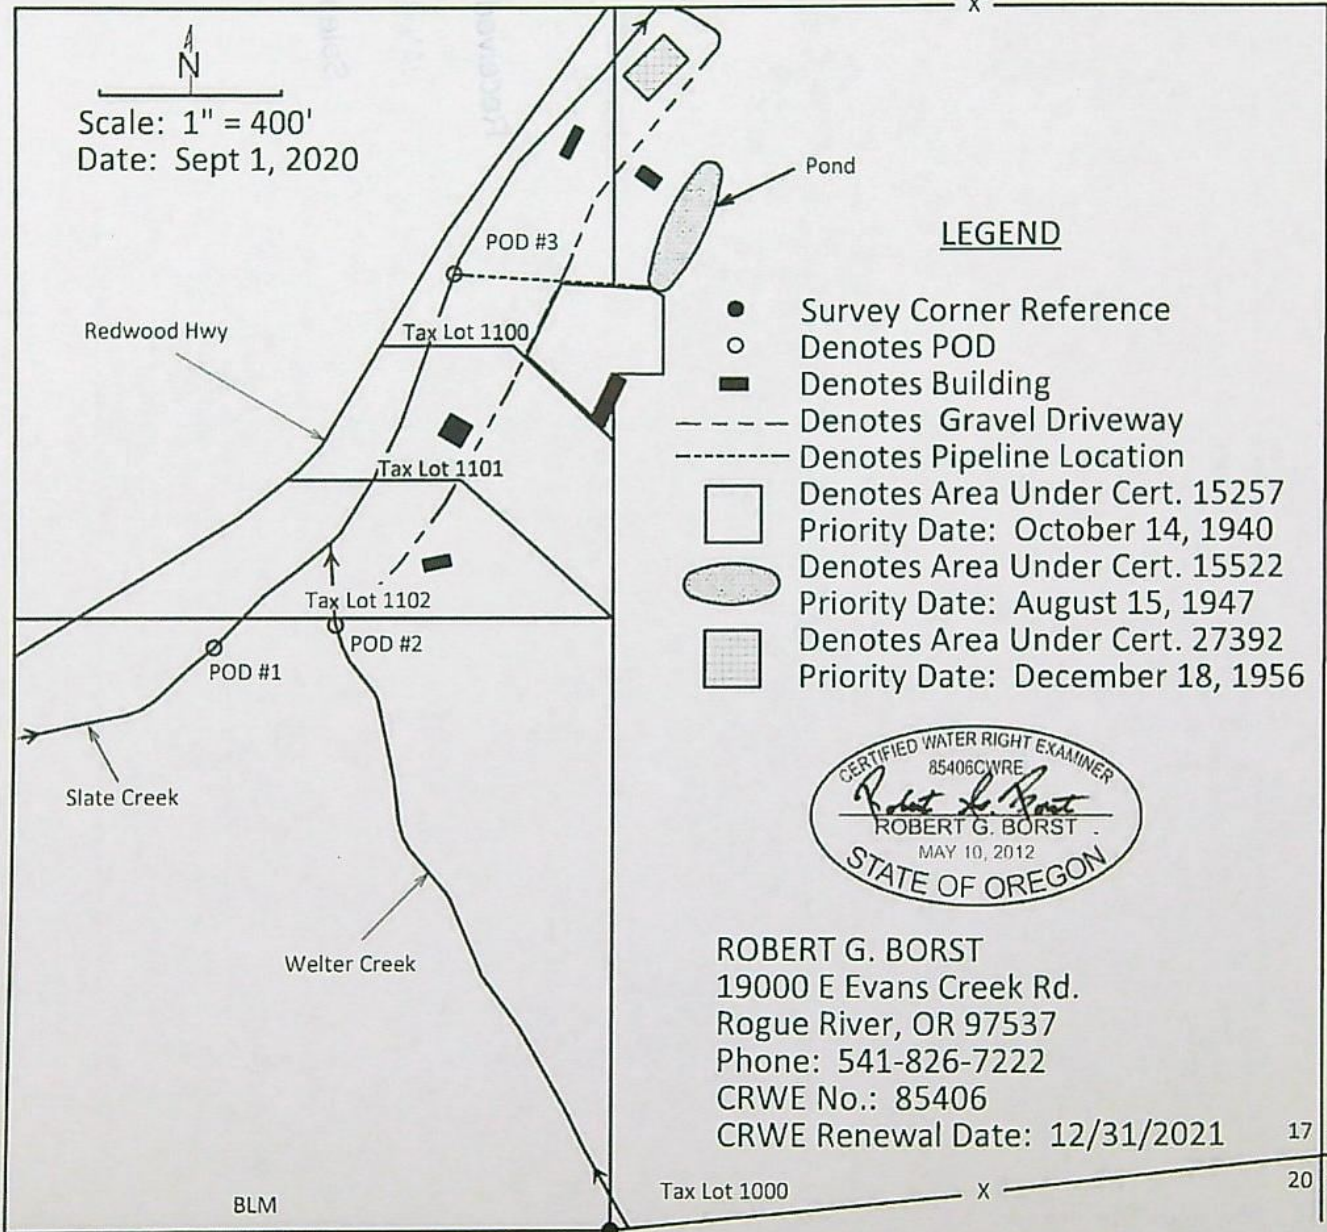 X
N
Scale: 1" = 400'
Date: Sept 1, 2020
Pond
POD #3
LEGEND
Redwood Hwy
Tax Lot 1100
Survey Corner Reference
Denotes POD
Denotes Building
Denotes Gravel Driveway
Denotes Pipeline Location
Tax Lot 1101
Denotes Area Under Cert. 15257
Priority Date: October 14, 1940
Denotes Area Under Cert. 15522
Priority Date: August 15, 1947
Tax Lot 1102
Denotes Area Under Cert. 27392
Priority Date: December 18, 1956
POD #2
POD #1
Slate Creek
CERTIFIED WATER RIGHT EXAMINER
85406CWRE
Robert G. Borst
ROBERT G. BORST
MAY 10, 2012
STATE OF OREGON
Welter Creek
ROBERT G. BORST
19000 E Evans Creek Rd.
Rogue River, OR 97537
Phone: 541-826-7222
CRWE No.: 85406
CRWE Renewal Date: 12/31/2021
17
20
Tax Lot 1000
X
BLM